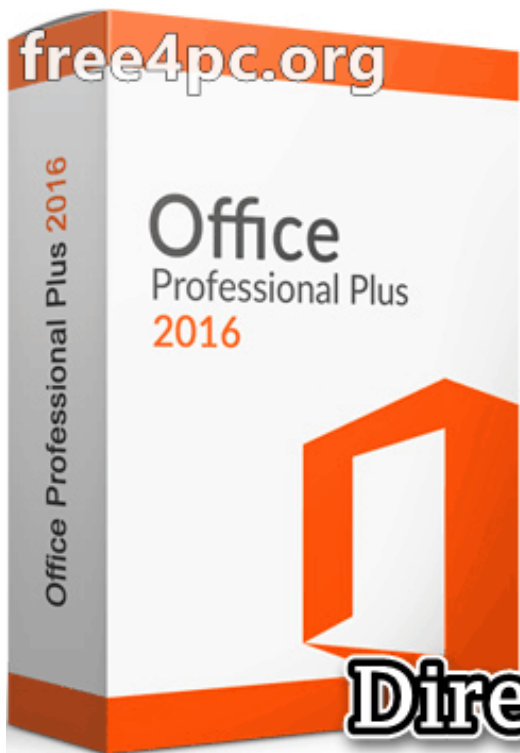 free4pc.org
Office Professional Plus 2016
Office
Professional Plus
2016
Dire